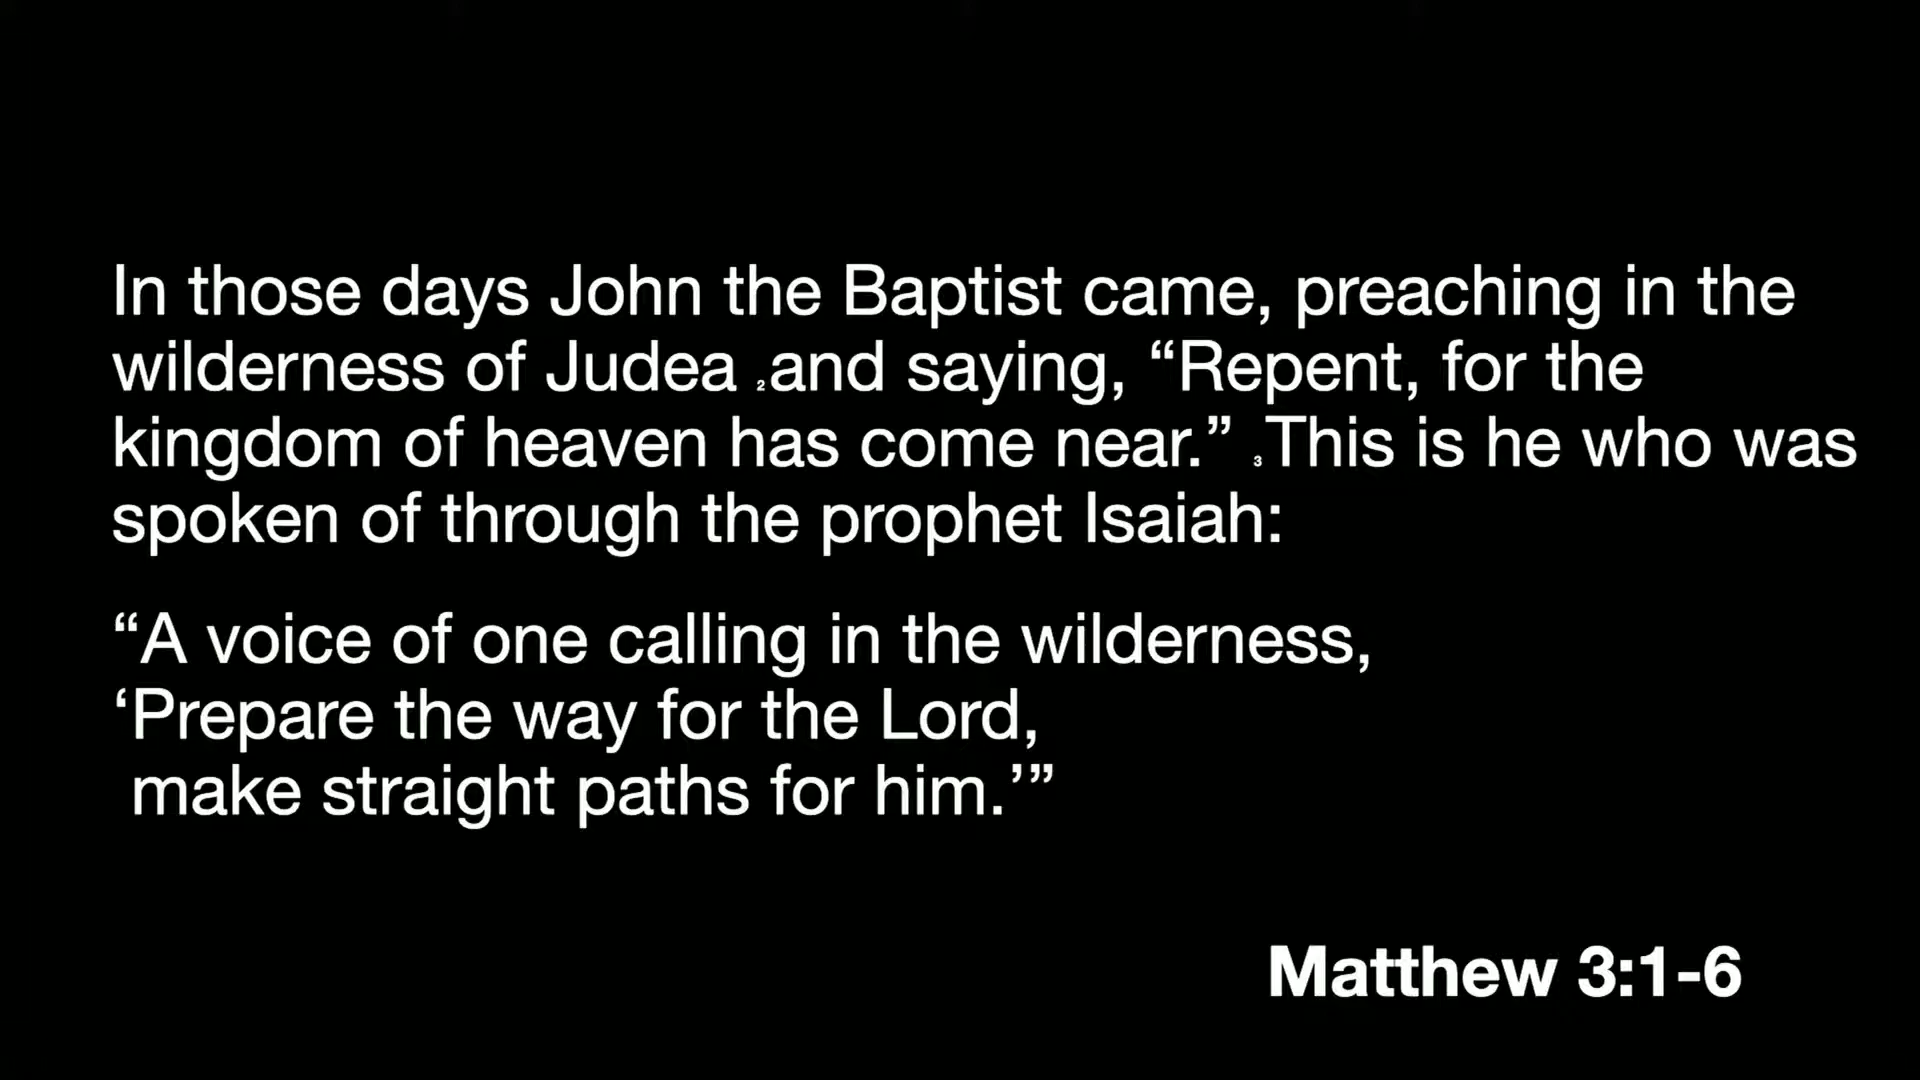 In those days John the Baptist came, preaching in the
wilderness of Judea 2and saying, “Repent, for the
kingdom of heaven has come near.” 3This is he who was
spoken of through the prophet Isaiah:
“A voice of one calling in the wilderness,
‘Prepare the way for the Lord,
make straight paths for him.’”
Matthew 3:1-6